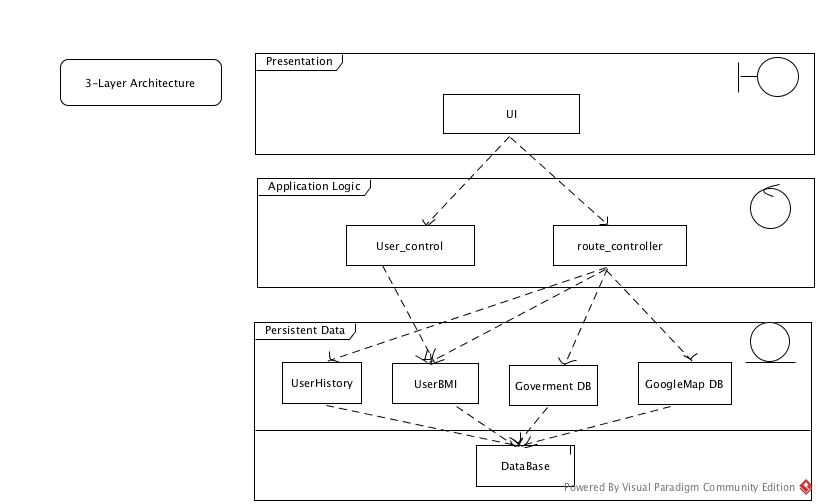 3-Layer Architecture
Presentation
UI
Application Logic
User_control
route_controller
Persistent Data
UserHistory
UserBMI
Goverment DB
GoogleMap DB
DataBase
Powered By Visual Paradigm Community Edition